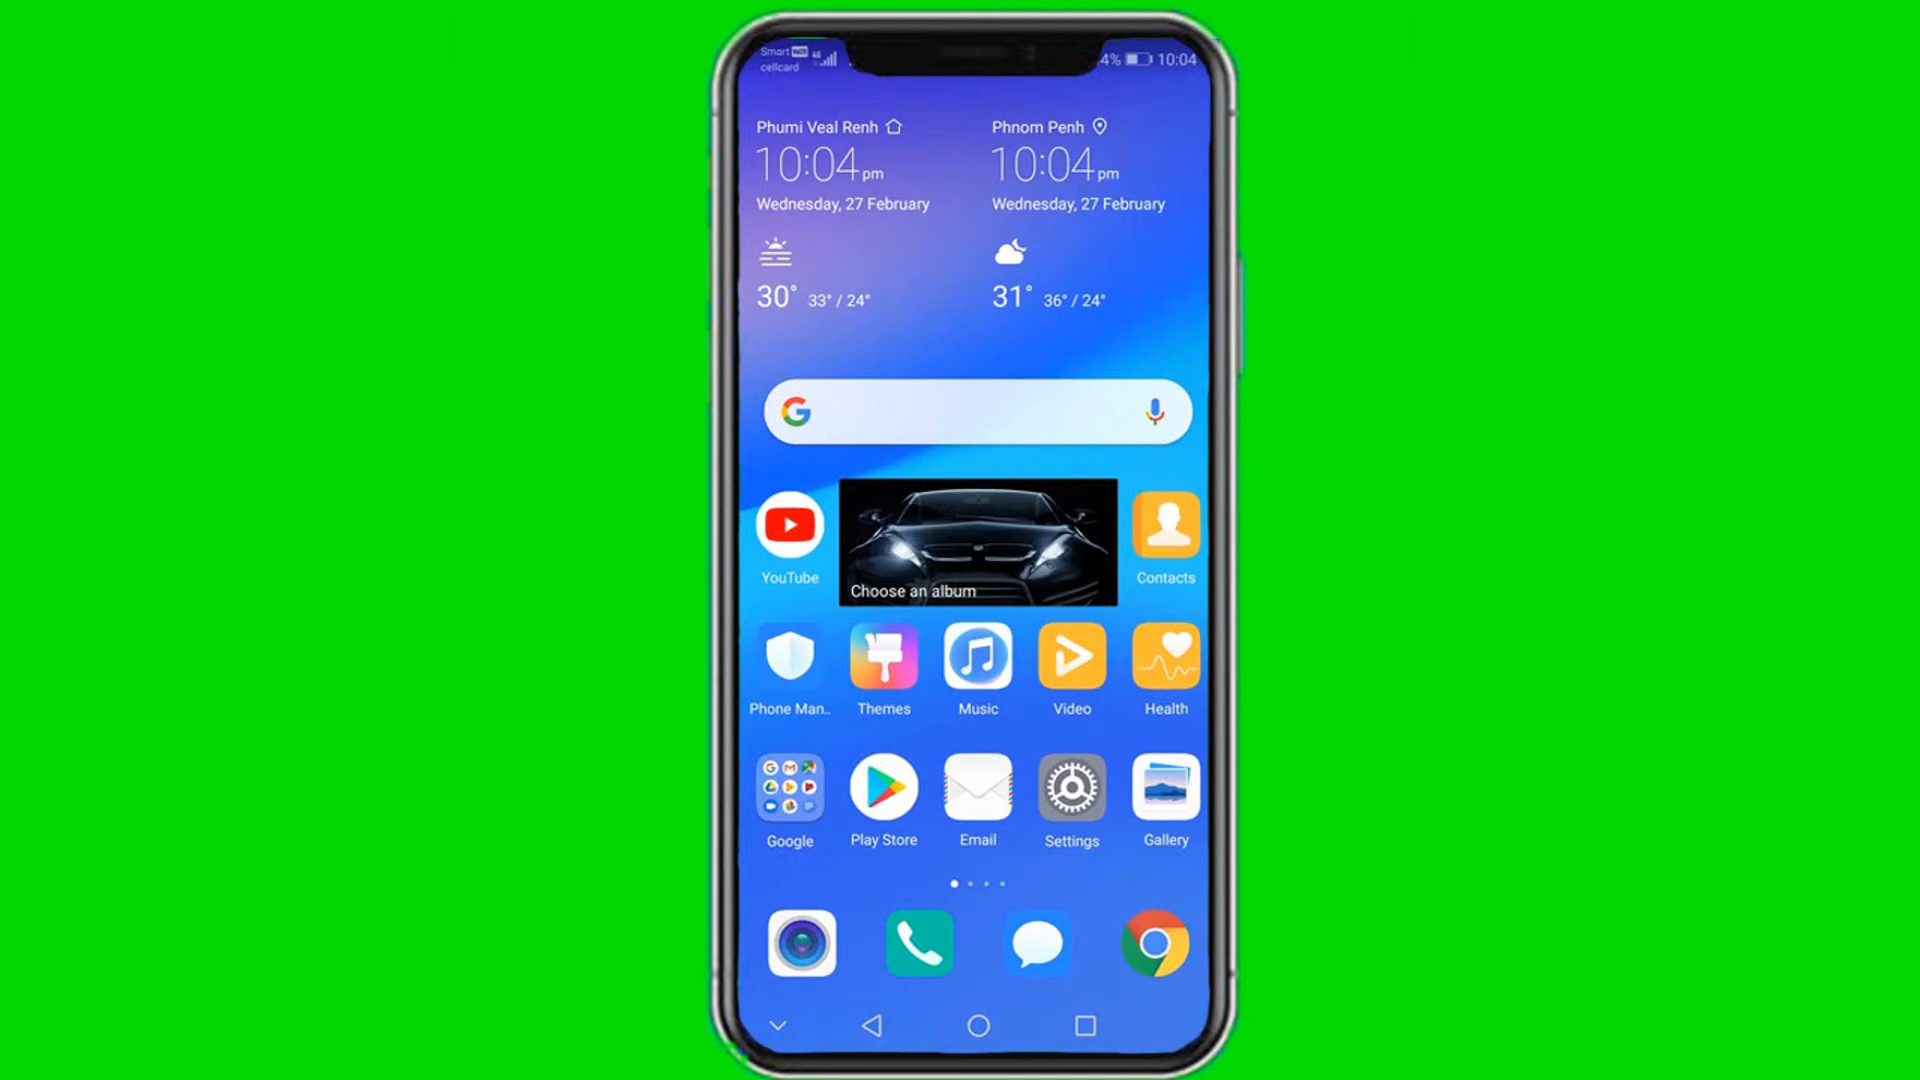 Smart
cellcard
4G
4% 10:04
Phumi Veal Renh
10:04 pm
Wednesday, 27 February
30° 33° / 24°
Phnom Penh
10:04 pm
Wednesday, 27 February
31° 36° / 24°
YouTube
Choose an album
Contacts
Phone Man..
Themes
Music
Video
Health
Google
Play Store
Email
Settings
Gallery